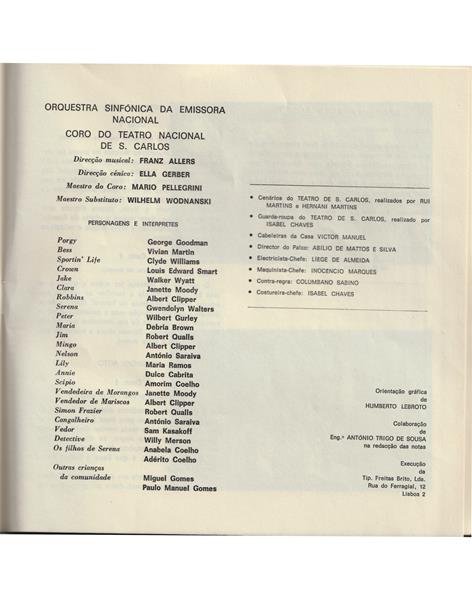 ORQUESTRA SINFÓNICA DA EMISSORA
NACIONAL
CORO DO TEATRO NACIONAL
DE S. CARLOS
Direcção musical: FRANZ ALLERS
Direcção cénica: ELLA GERBER
Maestro do Coro: MARIO PELLEGRINI
Maestro Substituto: WILHELM WODNANSKI
PERSONAGENS E INTERPRETES
Porgy George Goodman
Bess Vivian Martin
Sportin' Life Clyde Williams
Crown Louis Edward Smart
Jake Walker Wyatt
Clara Janette Moody
Robbins Albert Clipper
Serena Gwendolyn Walters
Peter Wilbert Gurley
Maria Debria Brown
Jim Robert Qualls
Mingo Albert Clipper
Nelson António Saraiva
Lily Maria Ramos
Annie Dulce Cabrita
Scipio Amorim Coelho
Vendedeira de Morangos Janette Moody
Vendedor de Mariscos Albert Clipper
Simon Frazier Robert Qualls
Cangalheiro António Saraiva
Vedor Sam Kasakoff
Detective Willy Merson
Os filhos de Serena Anabela Coelho
Adérito Coelho
Outras crianças
da comunidade Miguel Gomes
Paulo Manuel Gomes
• Cenários do TEATRO DE S. CARLOS, realizados por RUI
MARTINS e HERNANI MARTINS
• Guarda-roupa do TEATRO DE S. CARLOS, realizado por
ISABEL CHAVES
• Cabeleiras da Casa VICTOR MANUEL
• Director do Palco: ABÍLIO DE MATTOS E SILVA
• Electricista-Chefe: LIEGE DE ALMEIDA
• Maquinista-Chefe: INOCENCIO MARQUES
• Contra-regra: COLUMBANO SABINO
• Costureira-chefe: ISABEL CHAVES
Orientação gráfica
de
HUMBERTO LEBROTO
Colaboração
de
Eng.º ANTÓNIO TRIGO DE SOUSA
na redacção das notas
Execução
da
Tip. Freitas Brito, Lda.
Rua do Ferragial, 12
Lisboa 2